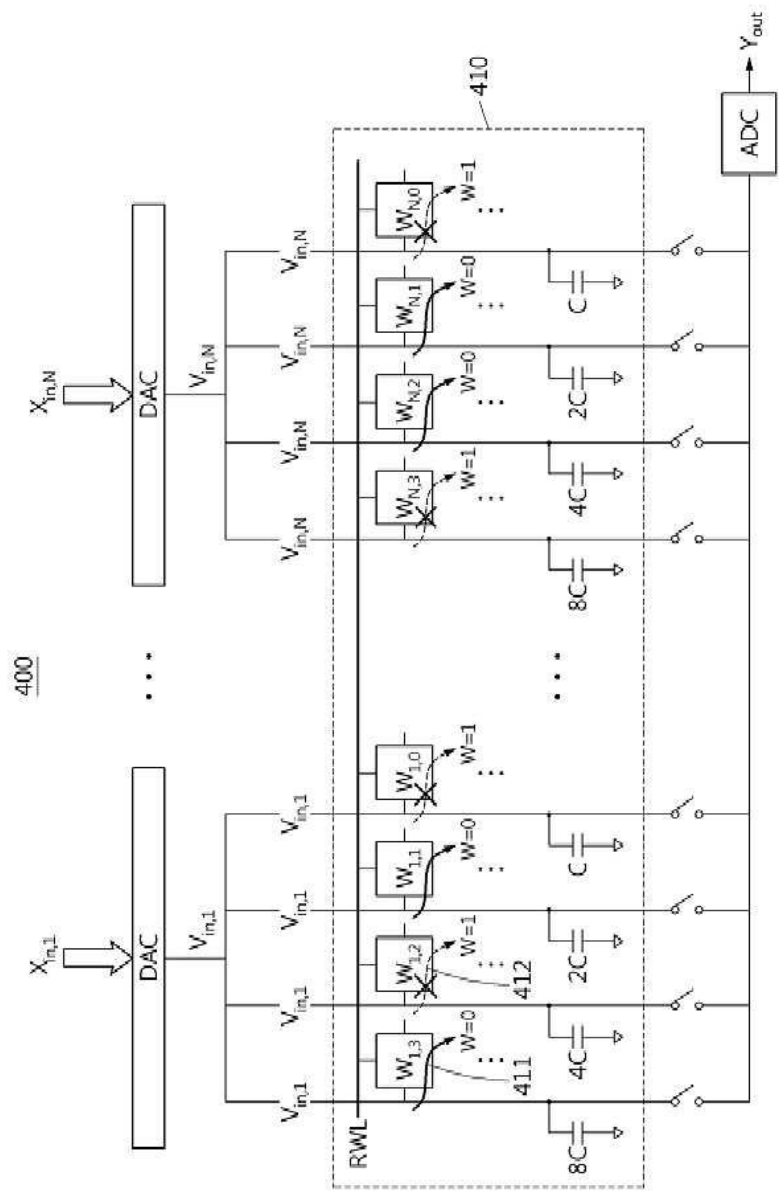 400
X_in,1
X_in,N
DAC
DAC
V_in,1
V_in,N
V_in,1 V_in,1 V_in,1 V_in,1
V_in,N V_in,N V_in,N V_in,N
410
RWL
W_1,3 W_1,2 W_1,1 W_1,0
W_N,3 W_N,2 W_N,1 W_N,0
W=0 W=1 W=0 W=1
W=1 W=0 W=0 W=1
411 412
8C 4C 2C C
8C 4C 2C C
ADC
Y_out